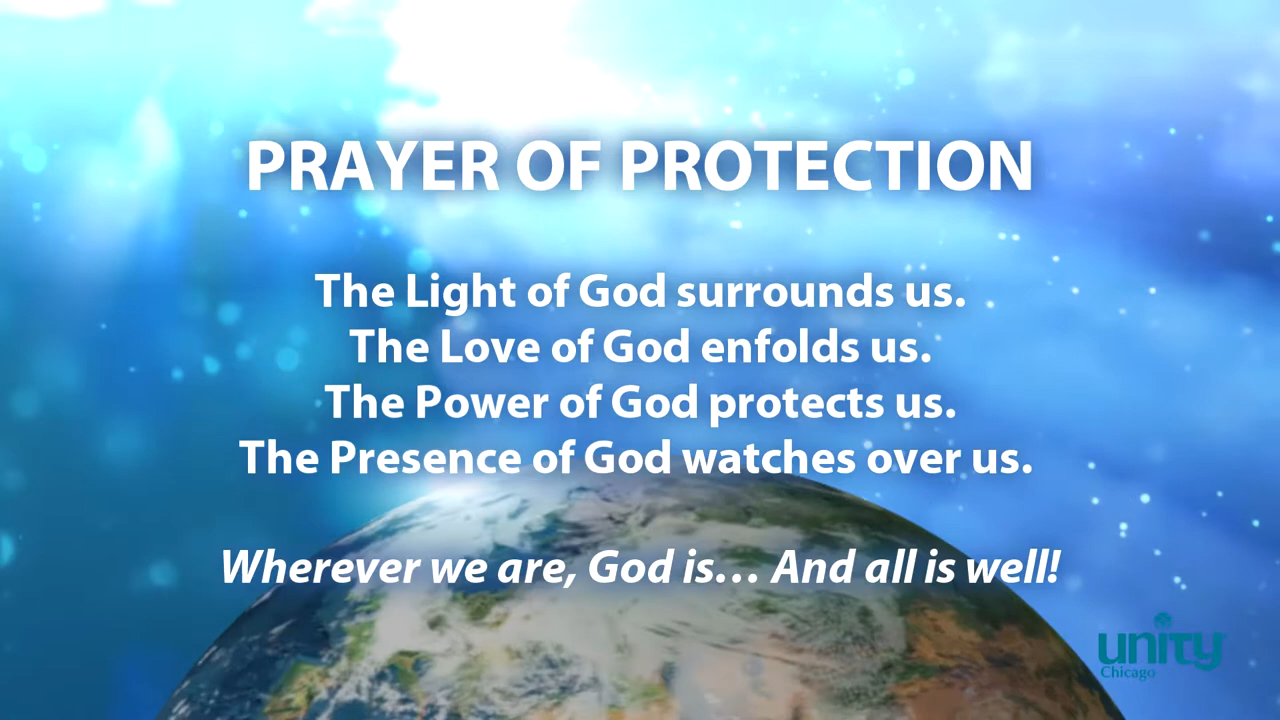 PRAYER OF PROTECTION
The Light of God surrounds us.
The Love of God enfolds us.
The Power of God protects us.
The Presence of God watches over us.
Wherever we are, God is… And all is well!
unity
Chicago